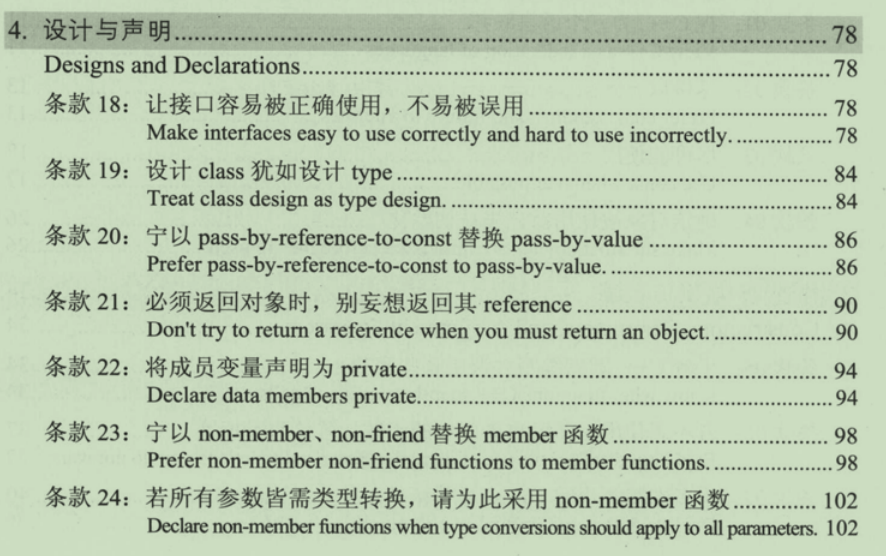 4. 设计与声明 78
Designs and Declarations 78
条款 18：让接口容易被正确使用，不易被误用 78
Make interfaces easy to use correctly and hard to use incorrectly. 78
条款 19：设计 class 犹如设计 type 84
Treat class design as type design. 84
条款 20：宁以 pass-by-reference-to-const 替换 pass-by-value 86
Prefer pass-by-reference-to-const to pass-by-value. 86
条款 21：必须返回对象时，别妄想返回其 reference 90
Don't try to return a reference when you must return an object. 90
条款 22：将成员变量声明为 private 94
Declare data members private. 94
条款 23：宁以 non-member、non-friend 替换 member 函数 98
Prefer non-member non-friend functions to member functions. 98
条款 24：若所有参数皆需类型转换，请为此采用 non-member 函数 102
Declare non-member functions when type conversions should apply to all parameters. 102